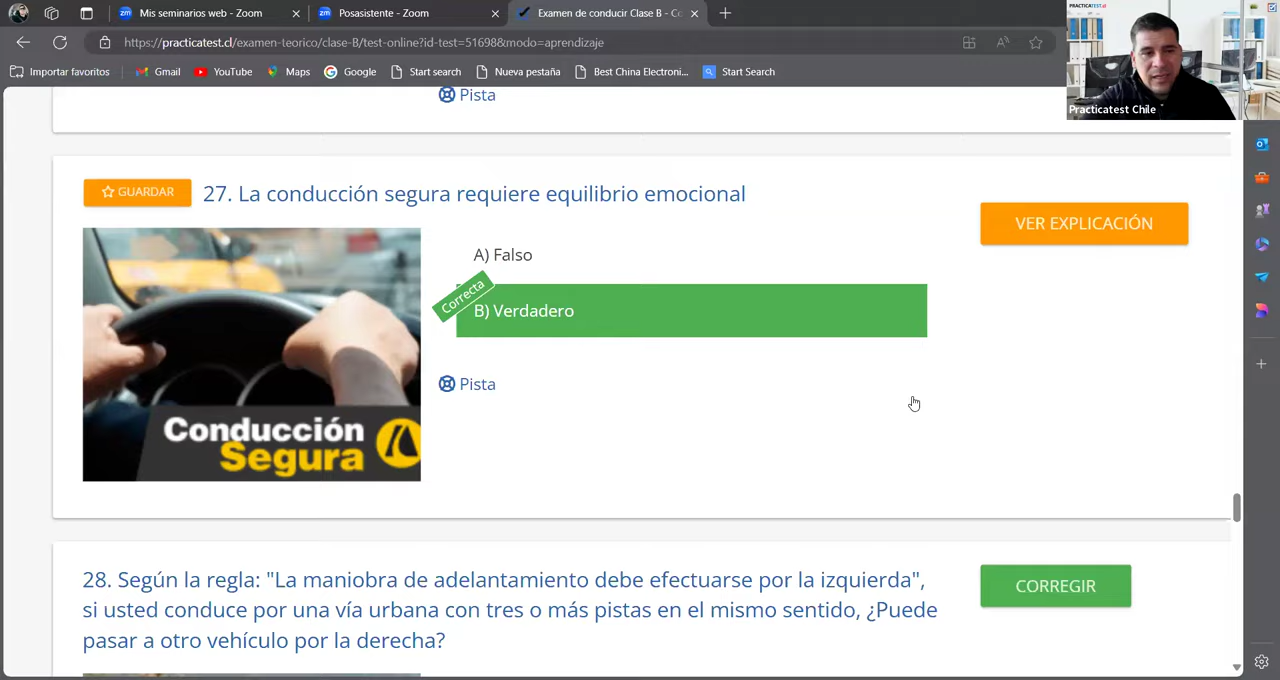 Mis seminarios web - Zoom
Posasistente - Zoom
Examen de conducir Clase B - Co
https://practicatest.cl/examen-teorico/clase-B/test-online?id-test=51698&modo=aprendizaje
Importar favoritos
Gmail
YouTube
Maps
Google
Start search
Nueva pestaña
Best China Electroni...
Start Search
PRACTICATEST.cl
Practicatest Chile
Pista
GUARDAR
27. La conducción segura requiere equilibrio emocional
VER EXPLICACIÓN
A) Falso
Correcta
B) Verdadero
Pista
Conducción
Segura
28. Según la regla: "La maniobra de adelantamiento debe efectuarse por la izquierda",
si usted conduce por una vía urbana con tres o más pistas en el mismo sentido, ¿Puede
pasar a otro vehículo por la derecha?
CORREGIR